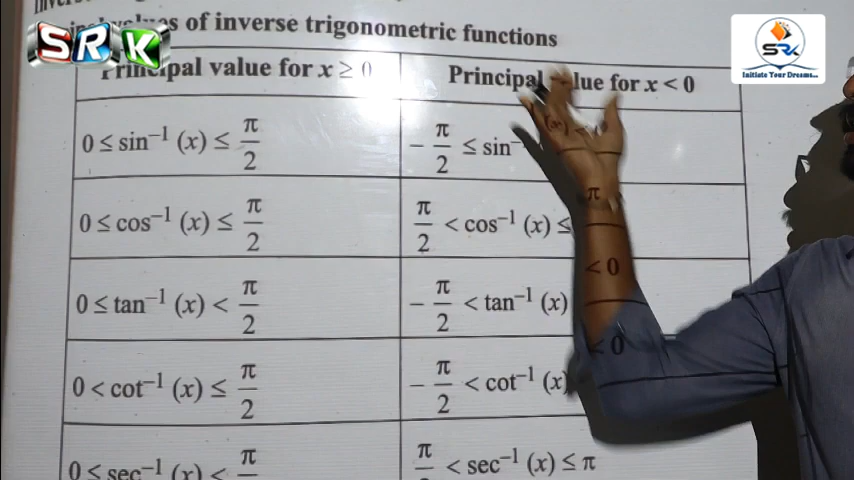 of inverse trigonometric functions
SRK
SRK
Initiate Your Dreams...
Principal value for x ≥ 0 Principal value for x < 0
0 ≤ sin⁻¹ (x) ≤ π/2 -π/2 ≤ sin⁻
0 ≤ cos⁻¹ (x) ≤ π/2 π/2 < cos⁻¹ (x) ≤ π
0 ≤ tan⁻¹ (x) < π/2 -π/2 < tan⁻¹ (x) < 0
0 < cot⁻¹ (x) ≤ π/2 -π/2 < cot⁻¹ (x) < 0
0 ≤ sec⁻¹ (x) < π < sec⁻¹ (x) ≤ π